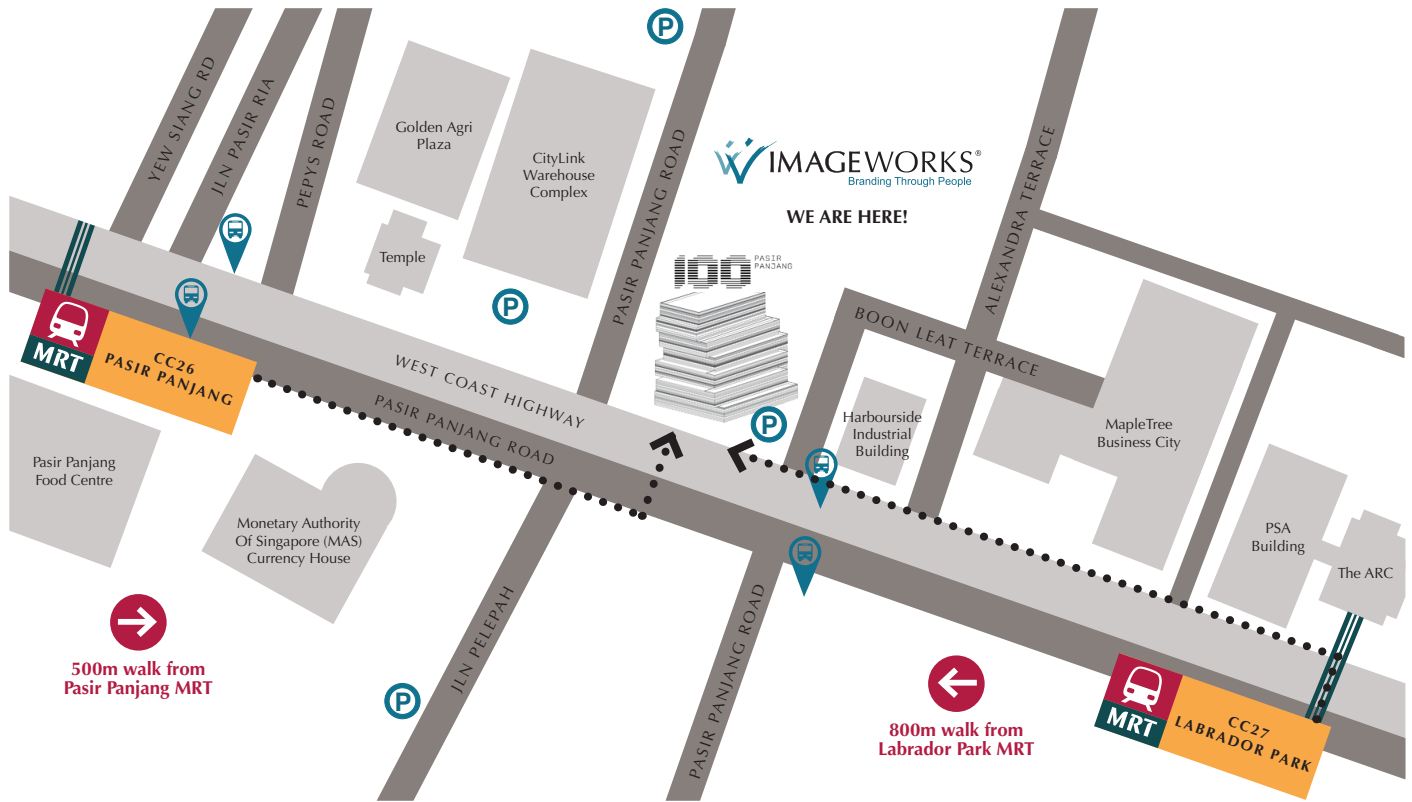 P
YEW SIANG RD
JLN PASIR RIA
PEPYS ROAD
Golden Agri
Plaza
CityLink
Warehouse
Complex
PASIR PANJANG ROAD
IMAGEWORKS®
Branding Through People
WE ARE HERE!
ALEXANDRA TERRACE
Temple
100
PASIR
PANJANG
P
BOON LEAT TERRACE
MRT
CC26
PASIR PANJANG
WEST COAST HIGHWAY
PASIR PANJANG ROAD
P
Harbourside
Industrial
Building
MapleTree
Business City
Pasir Panjang
Food Centre
Monetary Authority
Of Singapore (MAS)
Currency House
PSA
Building
The ARC
500m walk from
Pasir Panjang MRT
JLN PELEPAH
P
PASIR PANJANG ROAD
800m walk from
Labrador Park MRT
MRT
CC27
LABRADOR PARK